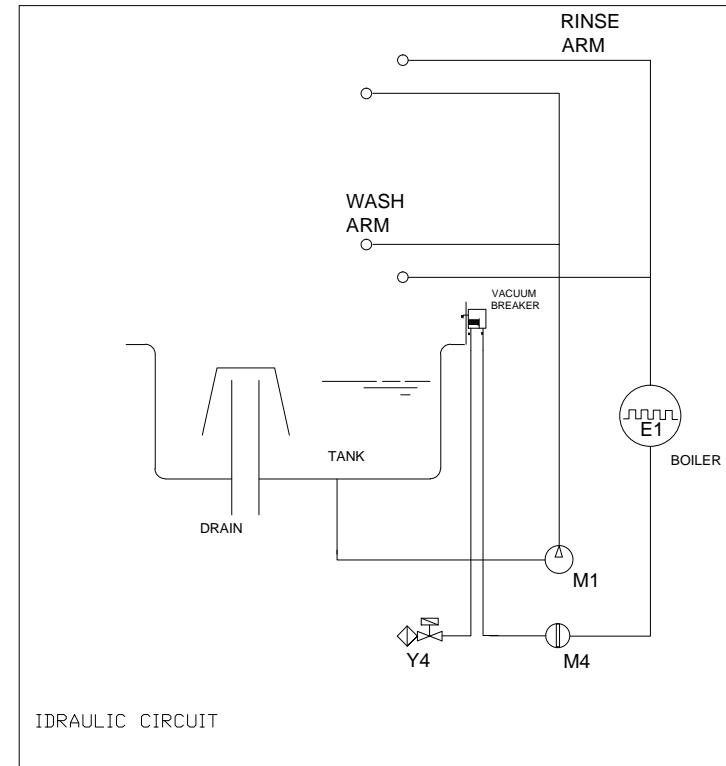 RINSE
ARM
WASH
ARM
VACUUM
BREAKER
E1
BOILER
TANK
DRAIN
M1
Y4
M4
IDRAULIC CIRCUIT